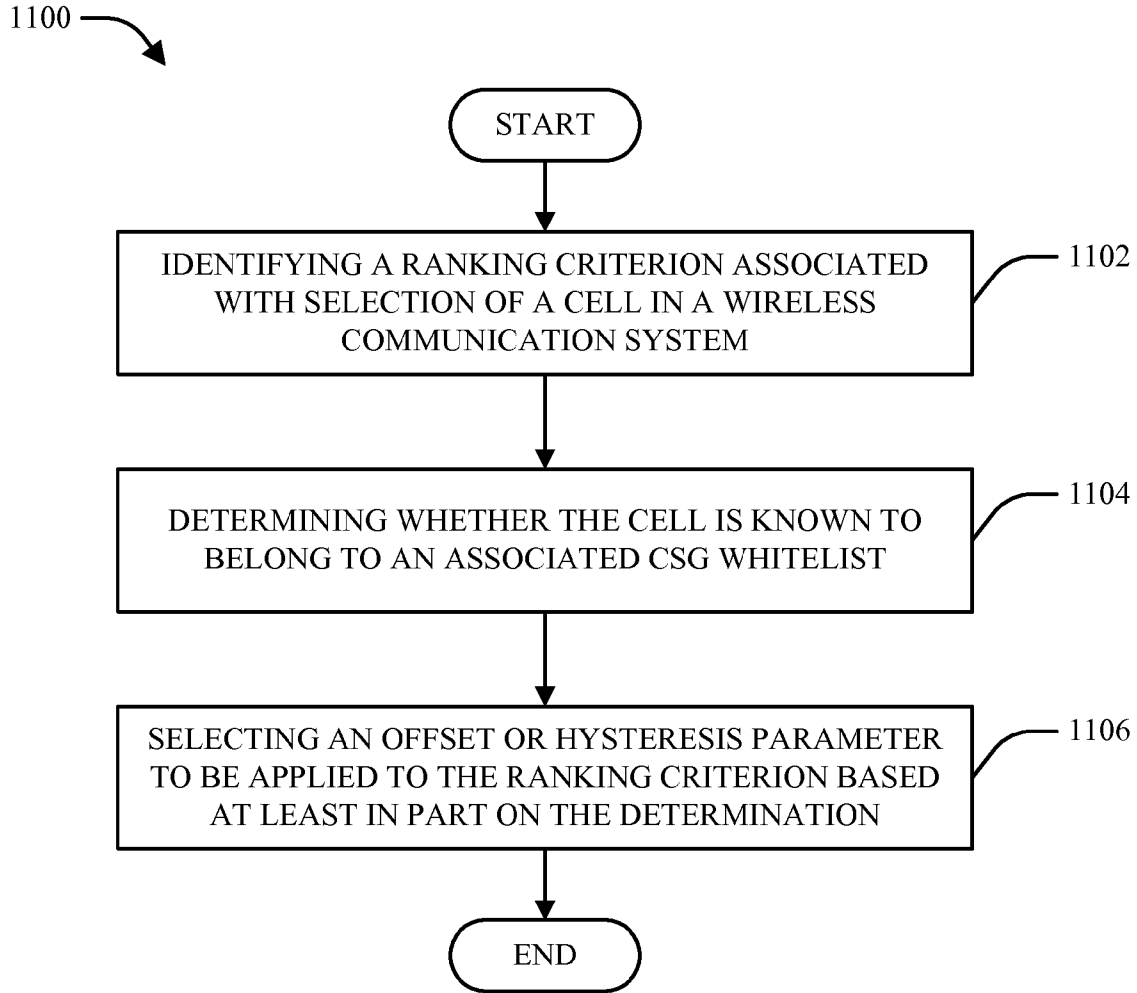 1100
START
IDENTIFYING A RANKING CRITERION ASSOCIATED
WITH SELECTION OF A CELL IN A WIRELESS
COMMUNICATION SYSTEM
1102
DETERMINING WHETHER THE CELL IS KNOWN TO
BELONG TO AN ASSOCIATED CSG WHITELIST
1104
SELECTING AN OFFSET OR HYSTERESIS PARAMETER
TO BE APPLIED TO THE RANKING CRITERION BASED
AT LEAST IN PART ON THE DETERMINATION
1106
END